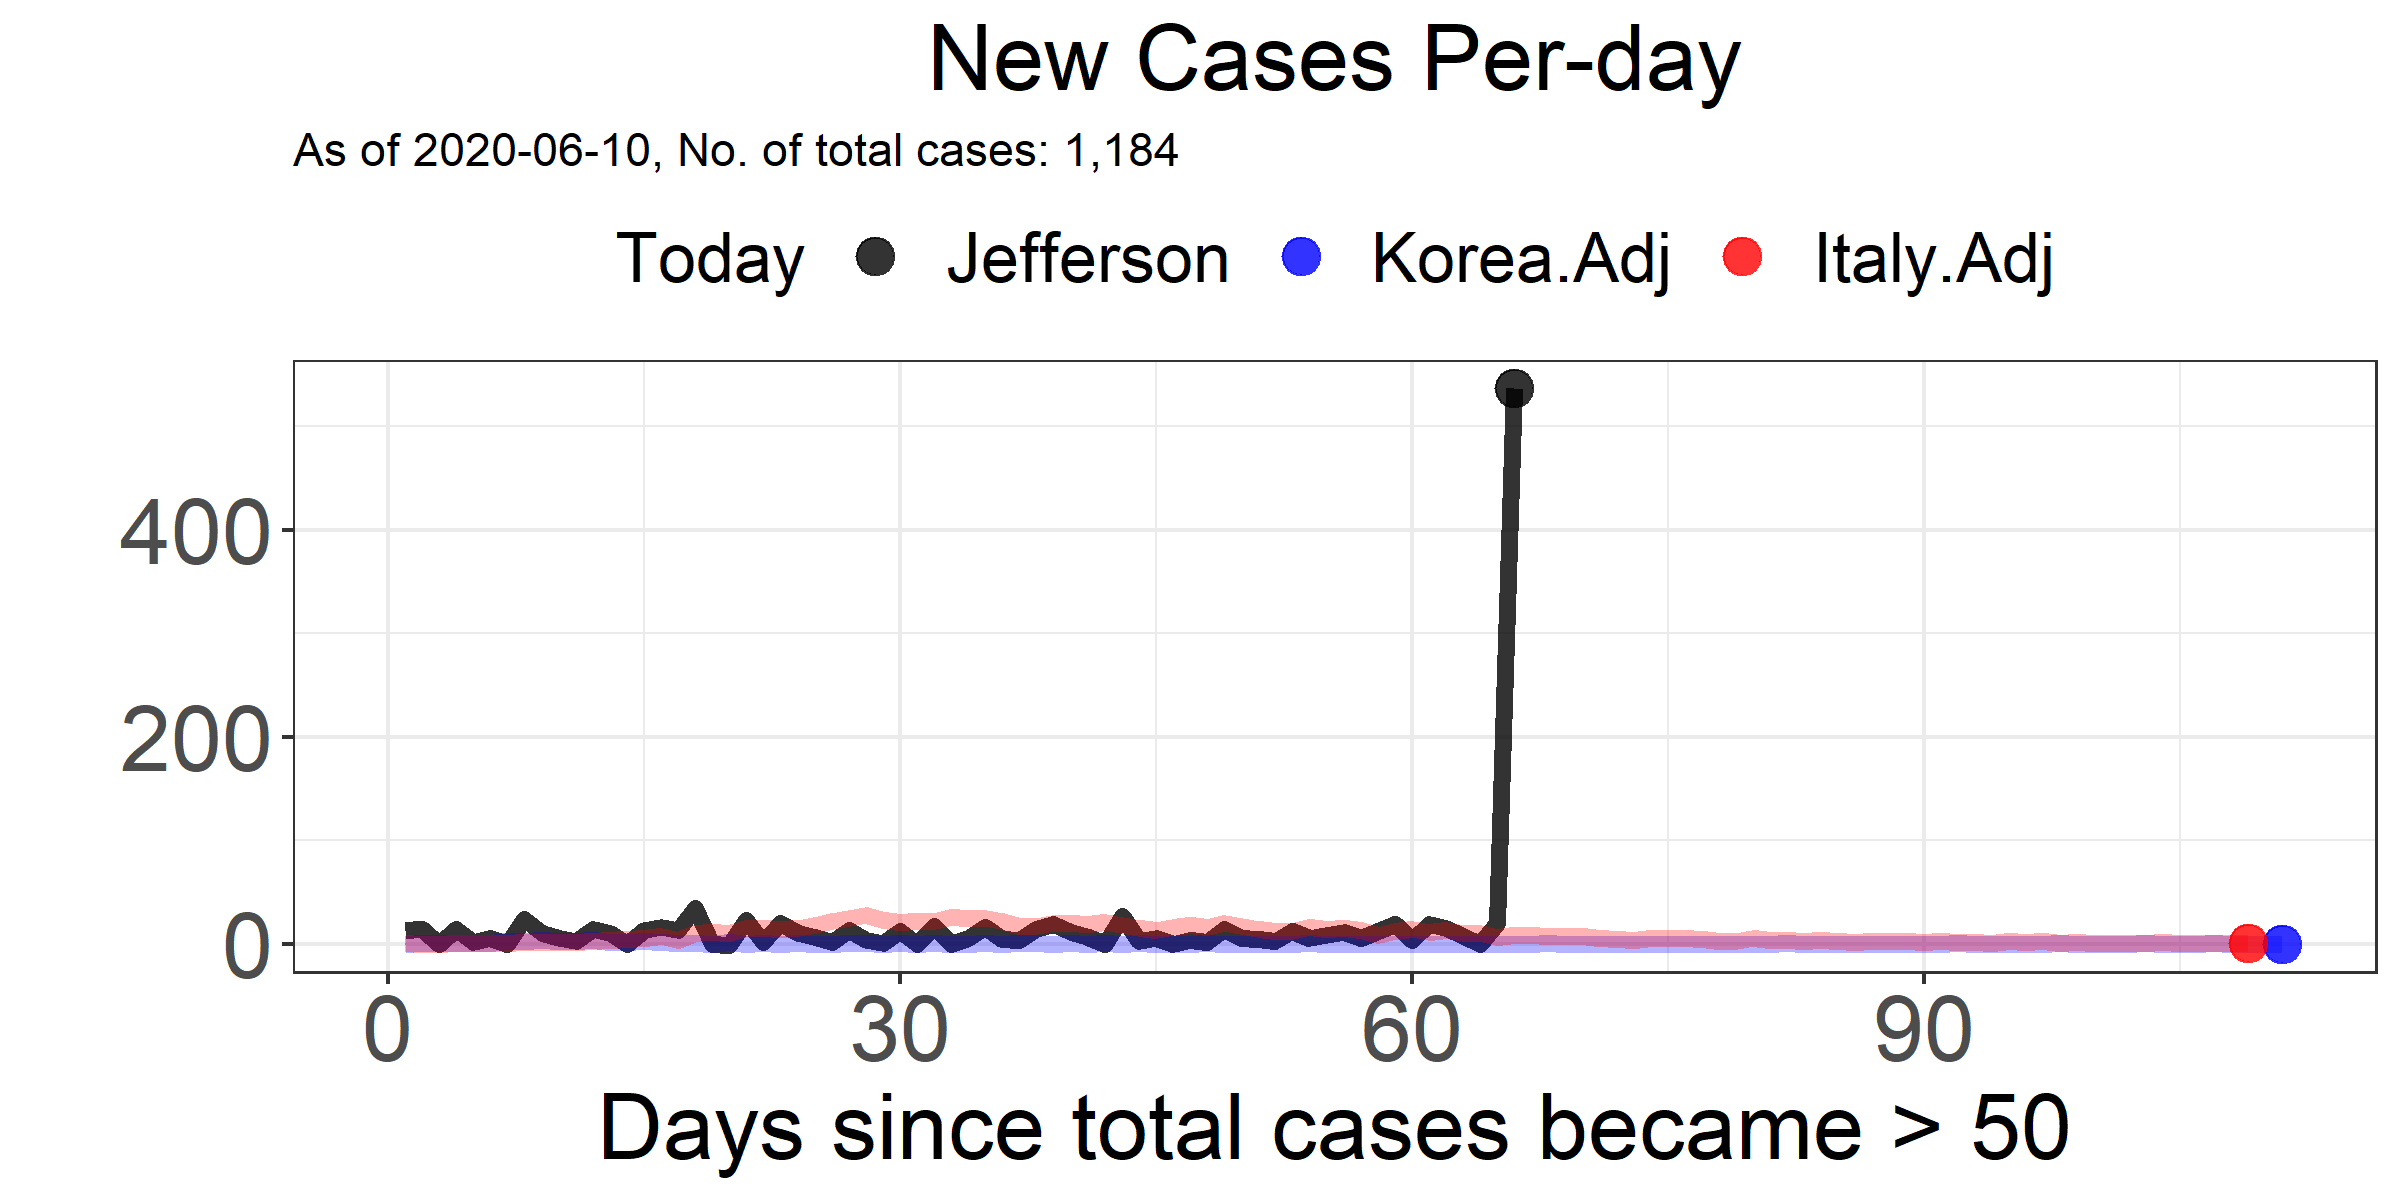 New Cases Per-day
As of 2020-06-10, No. of total cases: 1,184
Today Jefferson Korea.Adj Italy.Adj
400
200
0
0 30 60 90
Days since total cases became > 50